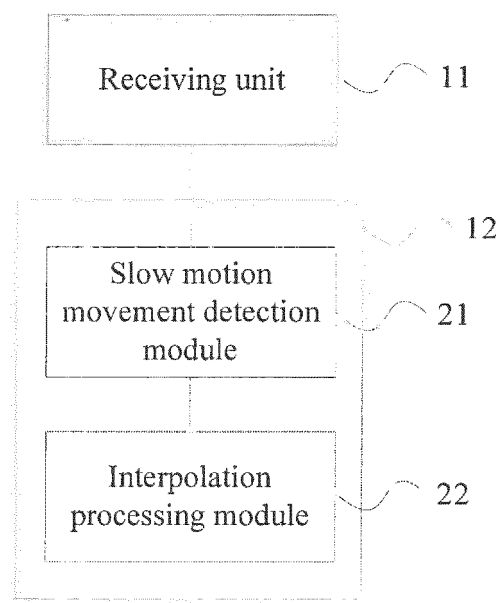 Receiving unit
11
12
Slow motion
movement detection
module
21
Interpolation
processing module
22